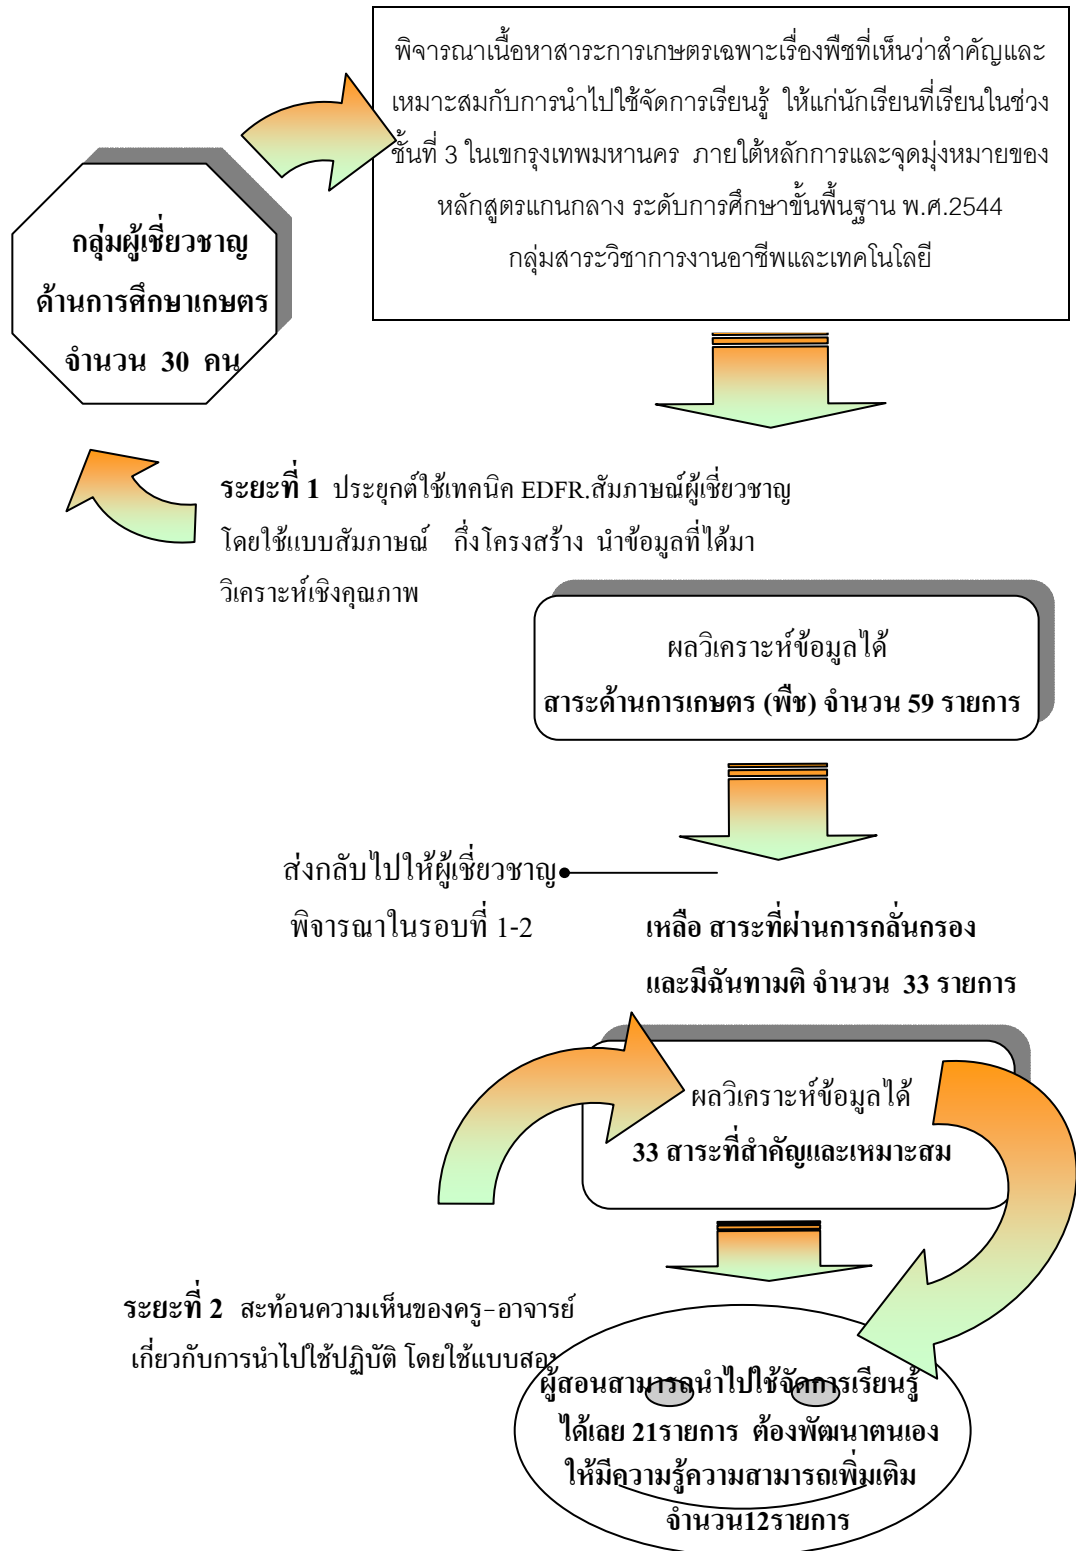 พิจารณาเนื้อหาสาระการเกษตรเฉพาะเรื่องพืชที่เห็นว่าสำคัญและ
เหมาะสมกับการนำไปใช้จัดการเรียนรู้ ให้แก่นักเรียนที่เรียนในช่วง
ชั้นที่ 3 ในเขกรุงเทพมหานคร ภายใต้หลักการและจุดมุ่งหมายของ
หลักสูตรแกนกลาง ระดับการศึกษาขั้นพื้นฐาน พ.ศ.2544
กลุ่มสาระวิชาการงานอาชีพและเทคโนโลยี
กลุ่มผู้เชี่ยวชาญ
ด้านการศึกษาเกษตร
จำนวน 30 คน
ระยะที่ 1 ประยุกต์ใช้เทคนิค EDFR.สัมภาษณ์ผู้เชี่ยวชาญ
โดยใช้แบบสัมภาษณ์ กึ่งโครงสร้าง นำข้อมูลที่ได้มา
วิเคราะห์เชิงคุณภาพ
ผลวิเคราะห์ข้อมูลได้
สาระด้านการเกษตร (พืช) จำนวน 59 รายการ
ส่งกลับไปให้ผู้เชี่ยวชาญ
พิจารณาในรอบที่ 1-2
เหลือ สาระที่ผ่านการกลั่นกรอง
และมีฉันทามติ จำนวน 33 รายการ
ผลวิเคราะห์ข้อมูลได้
33 สาระที่สำคัญและเหมาะสม
ระยะที่ 2 สะท้อนความเห็นของครู-อาจารย์
เกี่ยวกับการนำไปใช้ปฏิบัติ โดยใช้แบบสอ
ผู้สอนสามารถนำไปใช้จัดการเรียนรู้
ได้เลย 21รายการ ต้องพัฒนาตนเอง
ให้มีความรู้ความสามารถเพิ่มเติม
จำนวน12รายการ